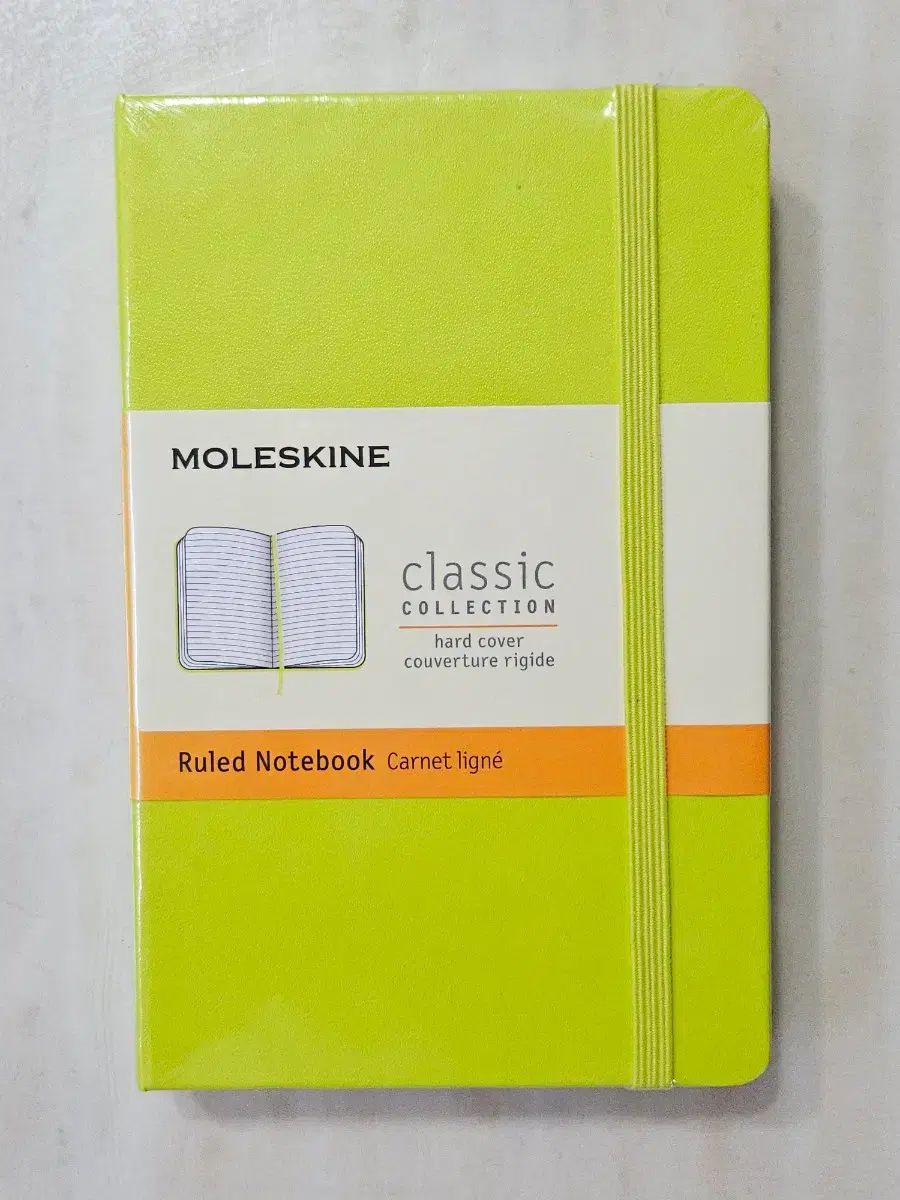 MOLESKINE
classic
COLLECTION
hard cover
couverture rigide
Ruled Notebook Carnet ligné